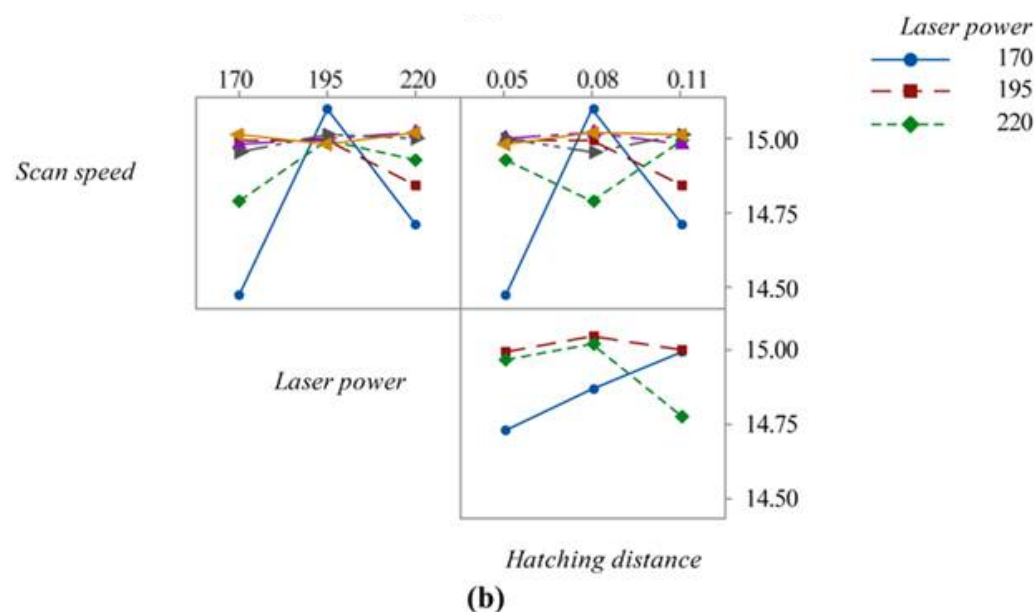 Laser power
170
195
220
170 195 220 0.05 0.08 0.11
Scan speed
15.00
14.75
14.50
Laser power
15.00
14.75
14.50
Hatching distance
(b)